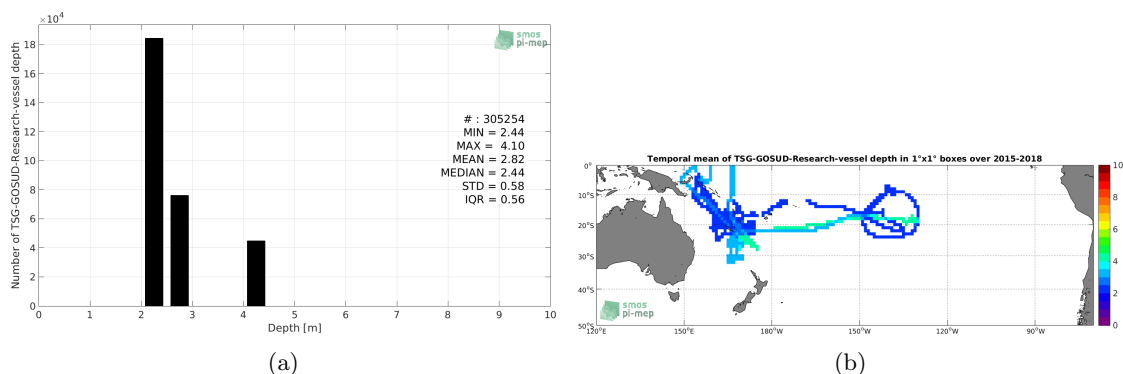 ×10⁴
18
16
14
12
10
8
6
4
2
0
Number of TSG-GOSUD-Research-vessel depth
smos
pi-mep
# : 305254
MIN = 2.44
MAX = 4.10
MEAN = 2.82
MEDIAN = 2.44
STD = 0.58
IQR = 0.56
0 1 2 3 4 5 6 7 8 9 10
Depth [m]
(a)
Temporal mean of TSG-GOSUD-Research-vessel depth in 1°x1° boxes over 2015-2018
0°
10°S
20°S
30°S
40°S
50°S
120°E 150°E 180°W 150°W 120°W 90°W
smos
pi-mep
10
8
6
4
2
0
(b)